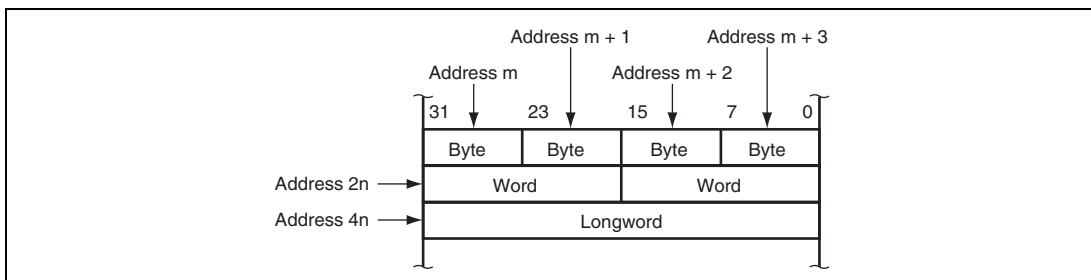 Address m + 1 Address m + 3
Address m Address m + 2
31 23 15 7 0
Byte Byte Byte Byte
Address 2n Word Word
Address 4n Longword